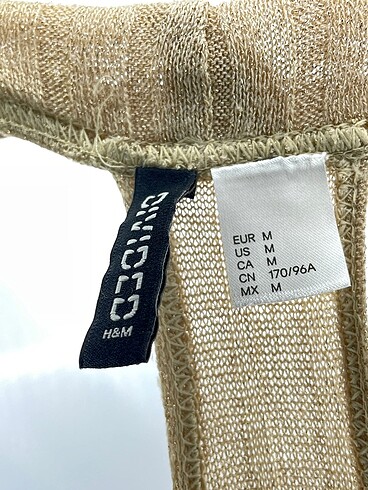 DIVIDED
H&M
EUR M
US M
CA M
CN 170/96A
MX M